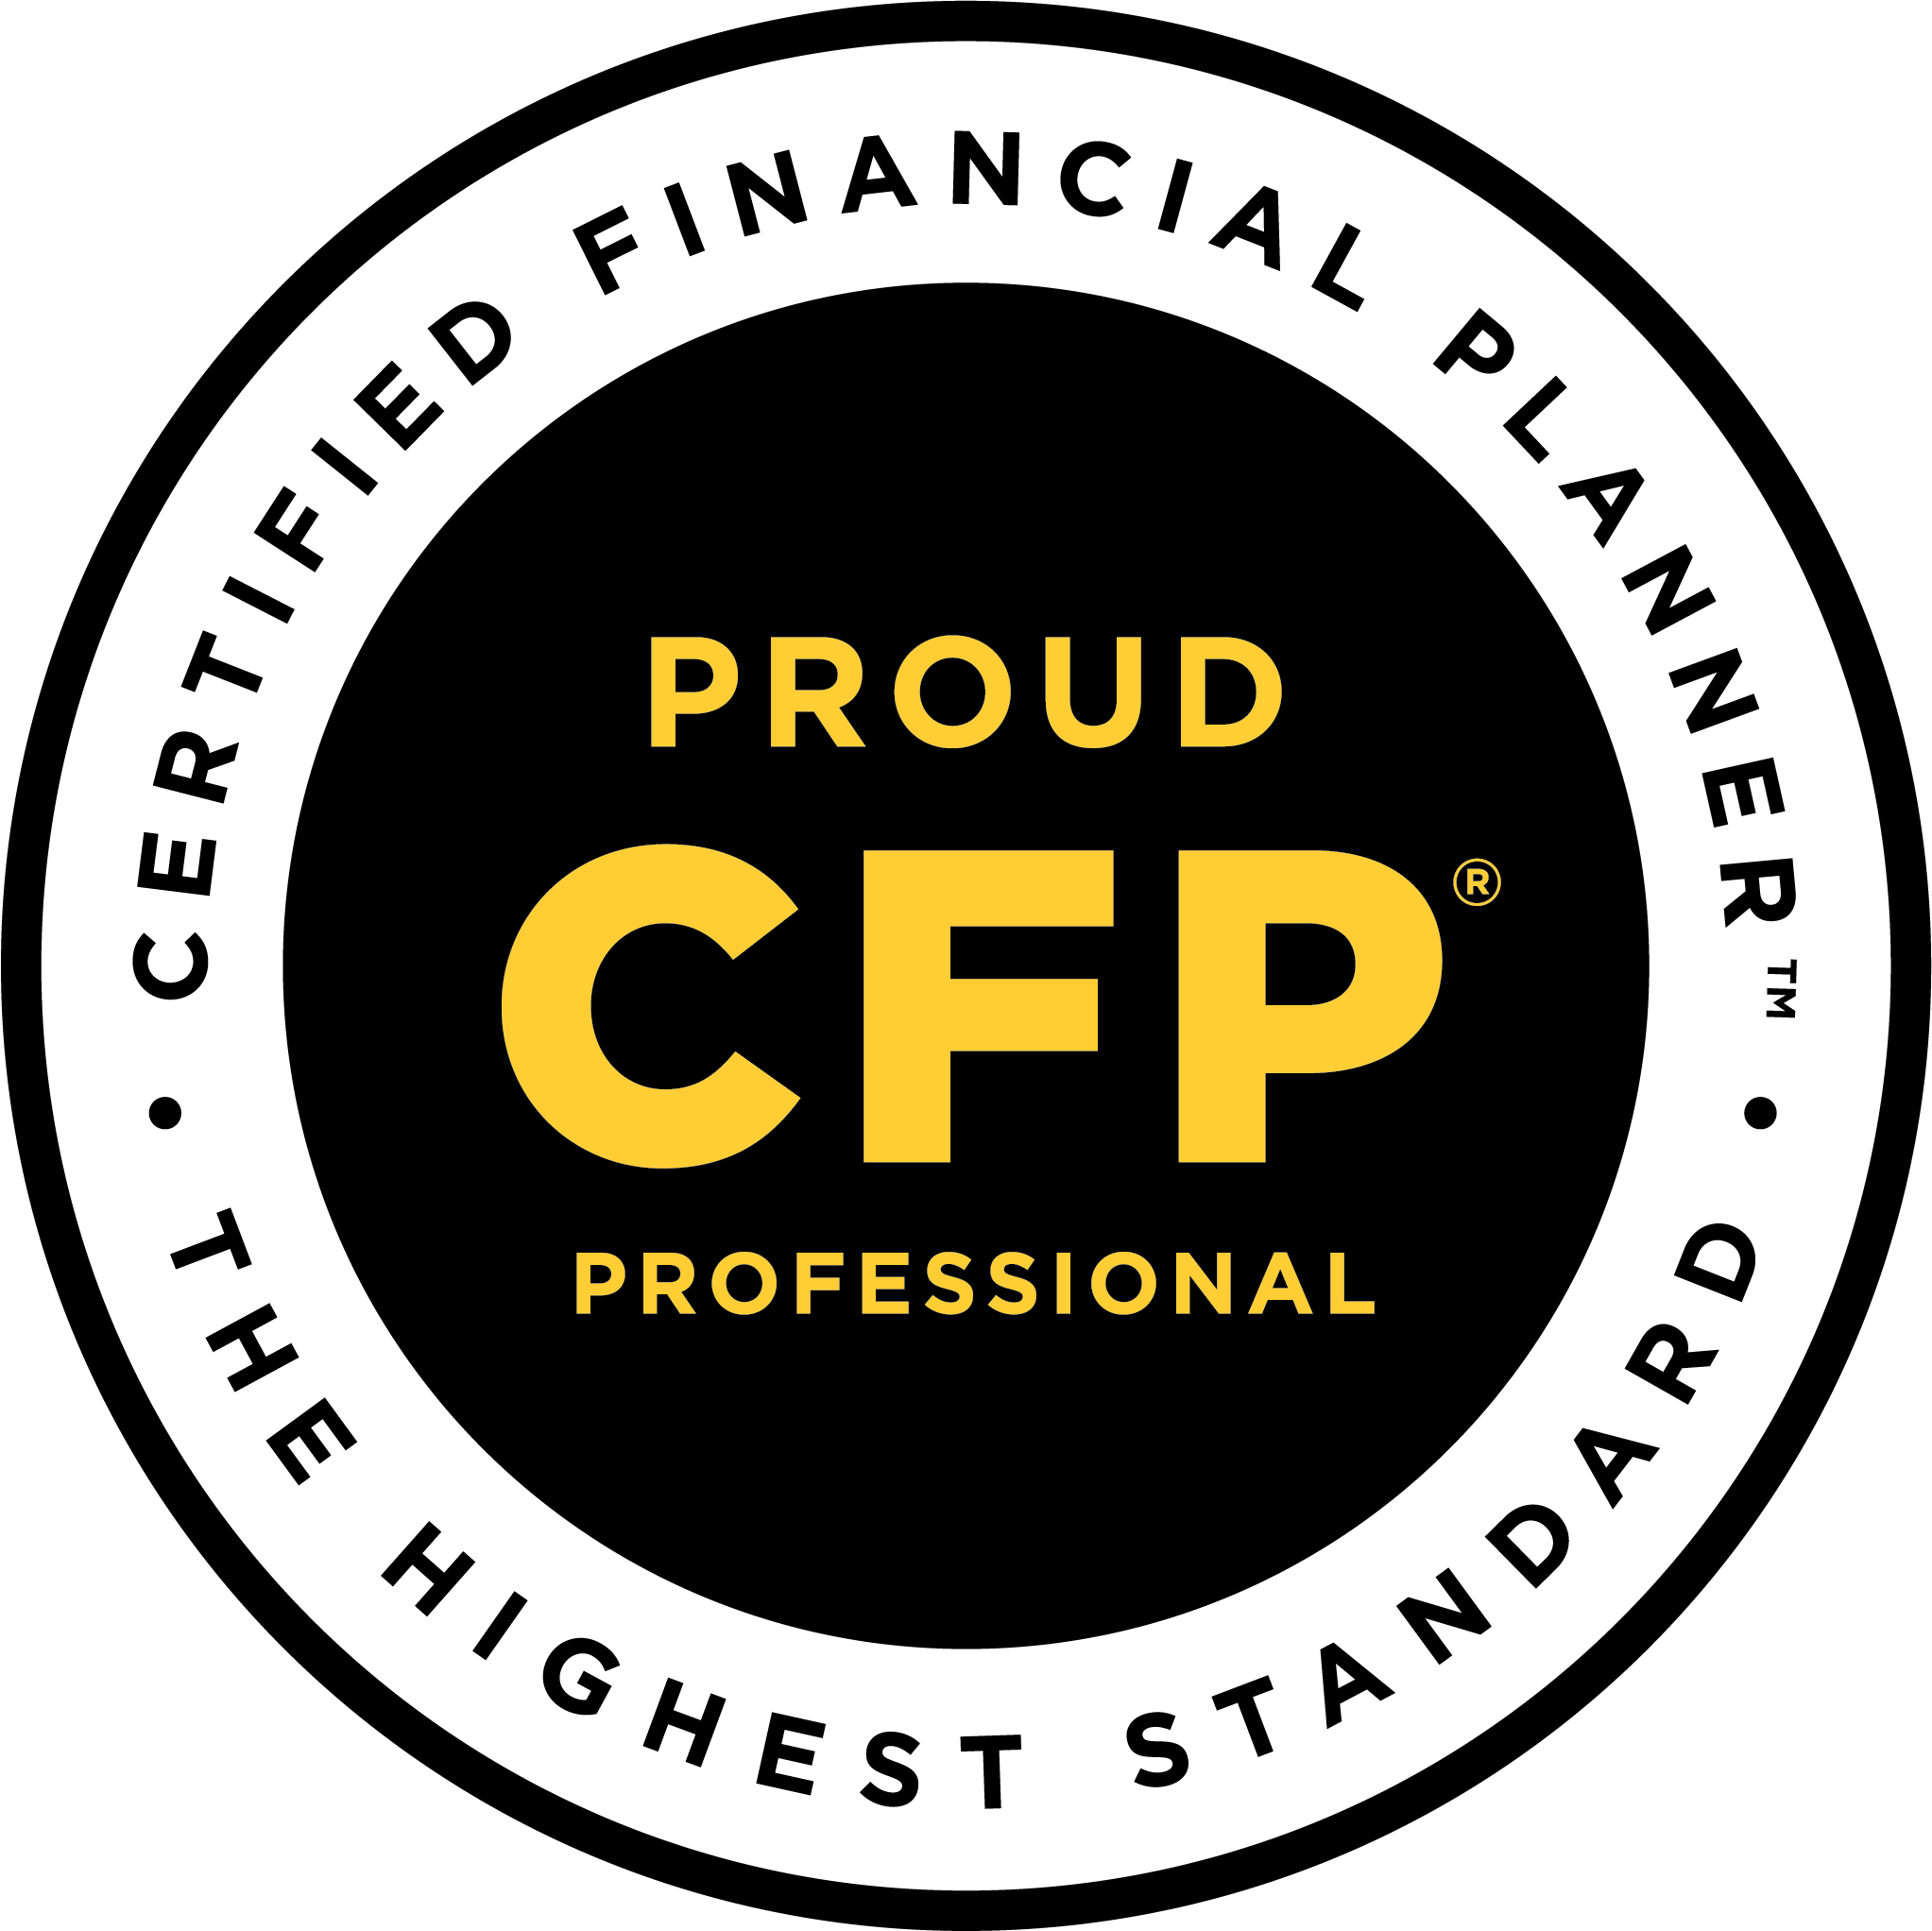 • CERTIFIED FINANCIAL PLANNER™ •
PROUD
CFP®
PROFESSIONAL
THE HIGHEST STANDARD